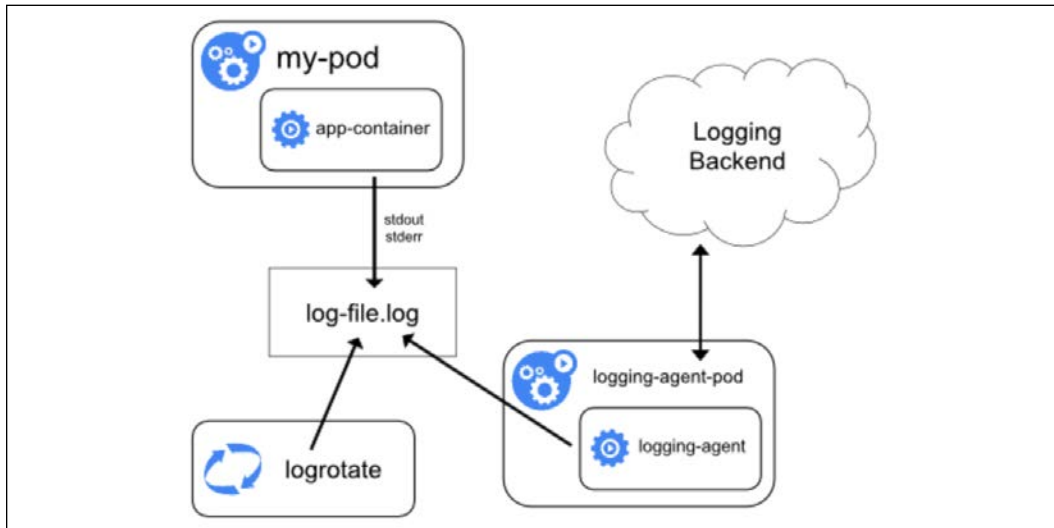 my-pod
app-container
stdout
stderr
log-file.log
logrotate
Logging
Backend
logging-agent-pod
logging-agent